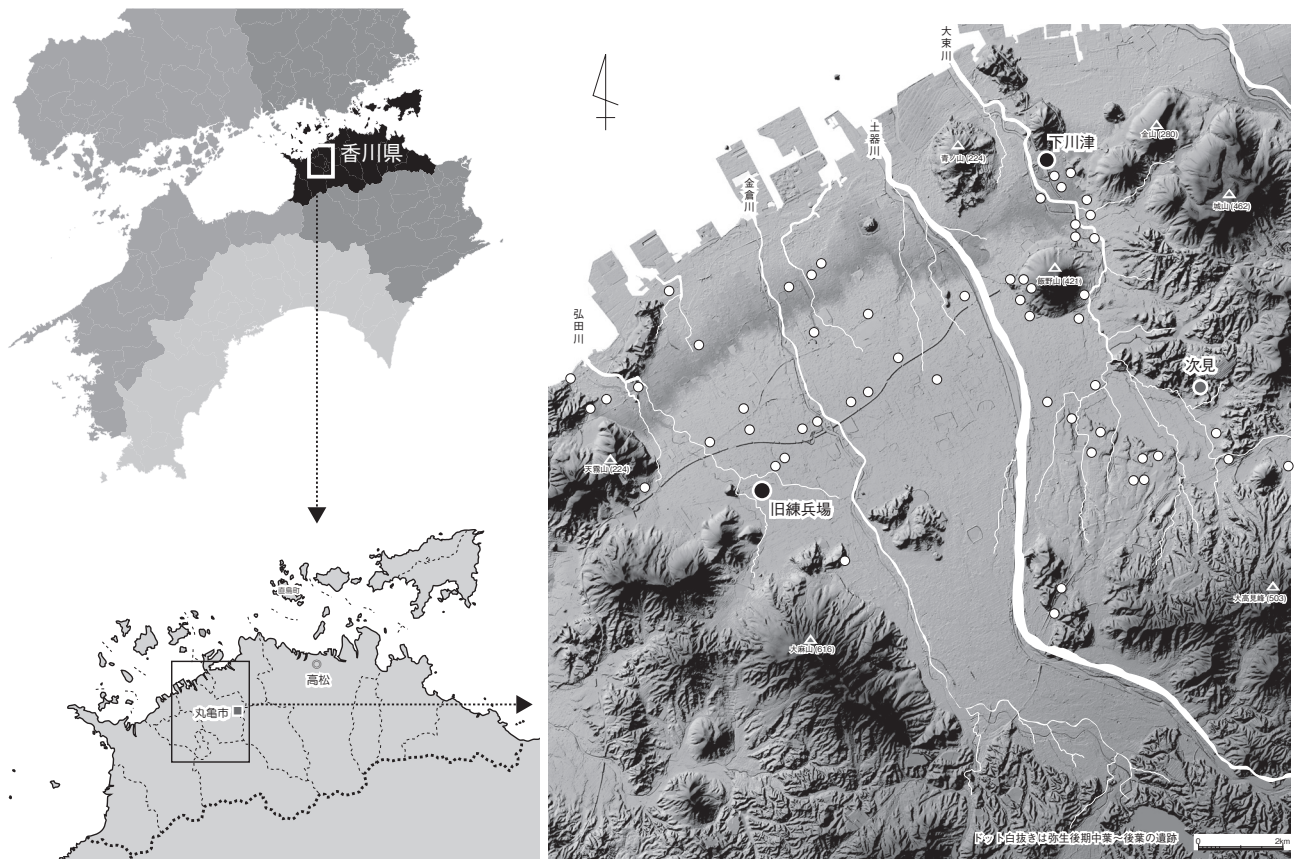 香川県
直島町
高松
丸亀市
大束川
土器川
金倉川
弘田川
青ノ山(224)
下川津
金山(280)
城山(462)
飯野山(421)
次見
天霧山(224)
旧練兵場
大麻山(616)
大高見峰(503)
ドット白抜きは弥生後期中葉～後葉の遺跡
0 2km